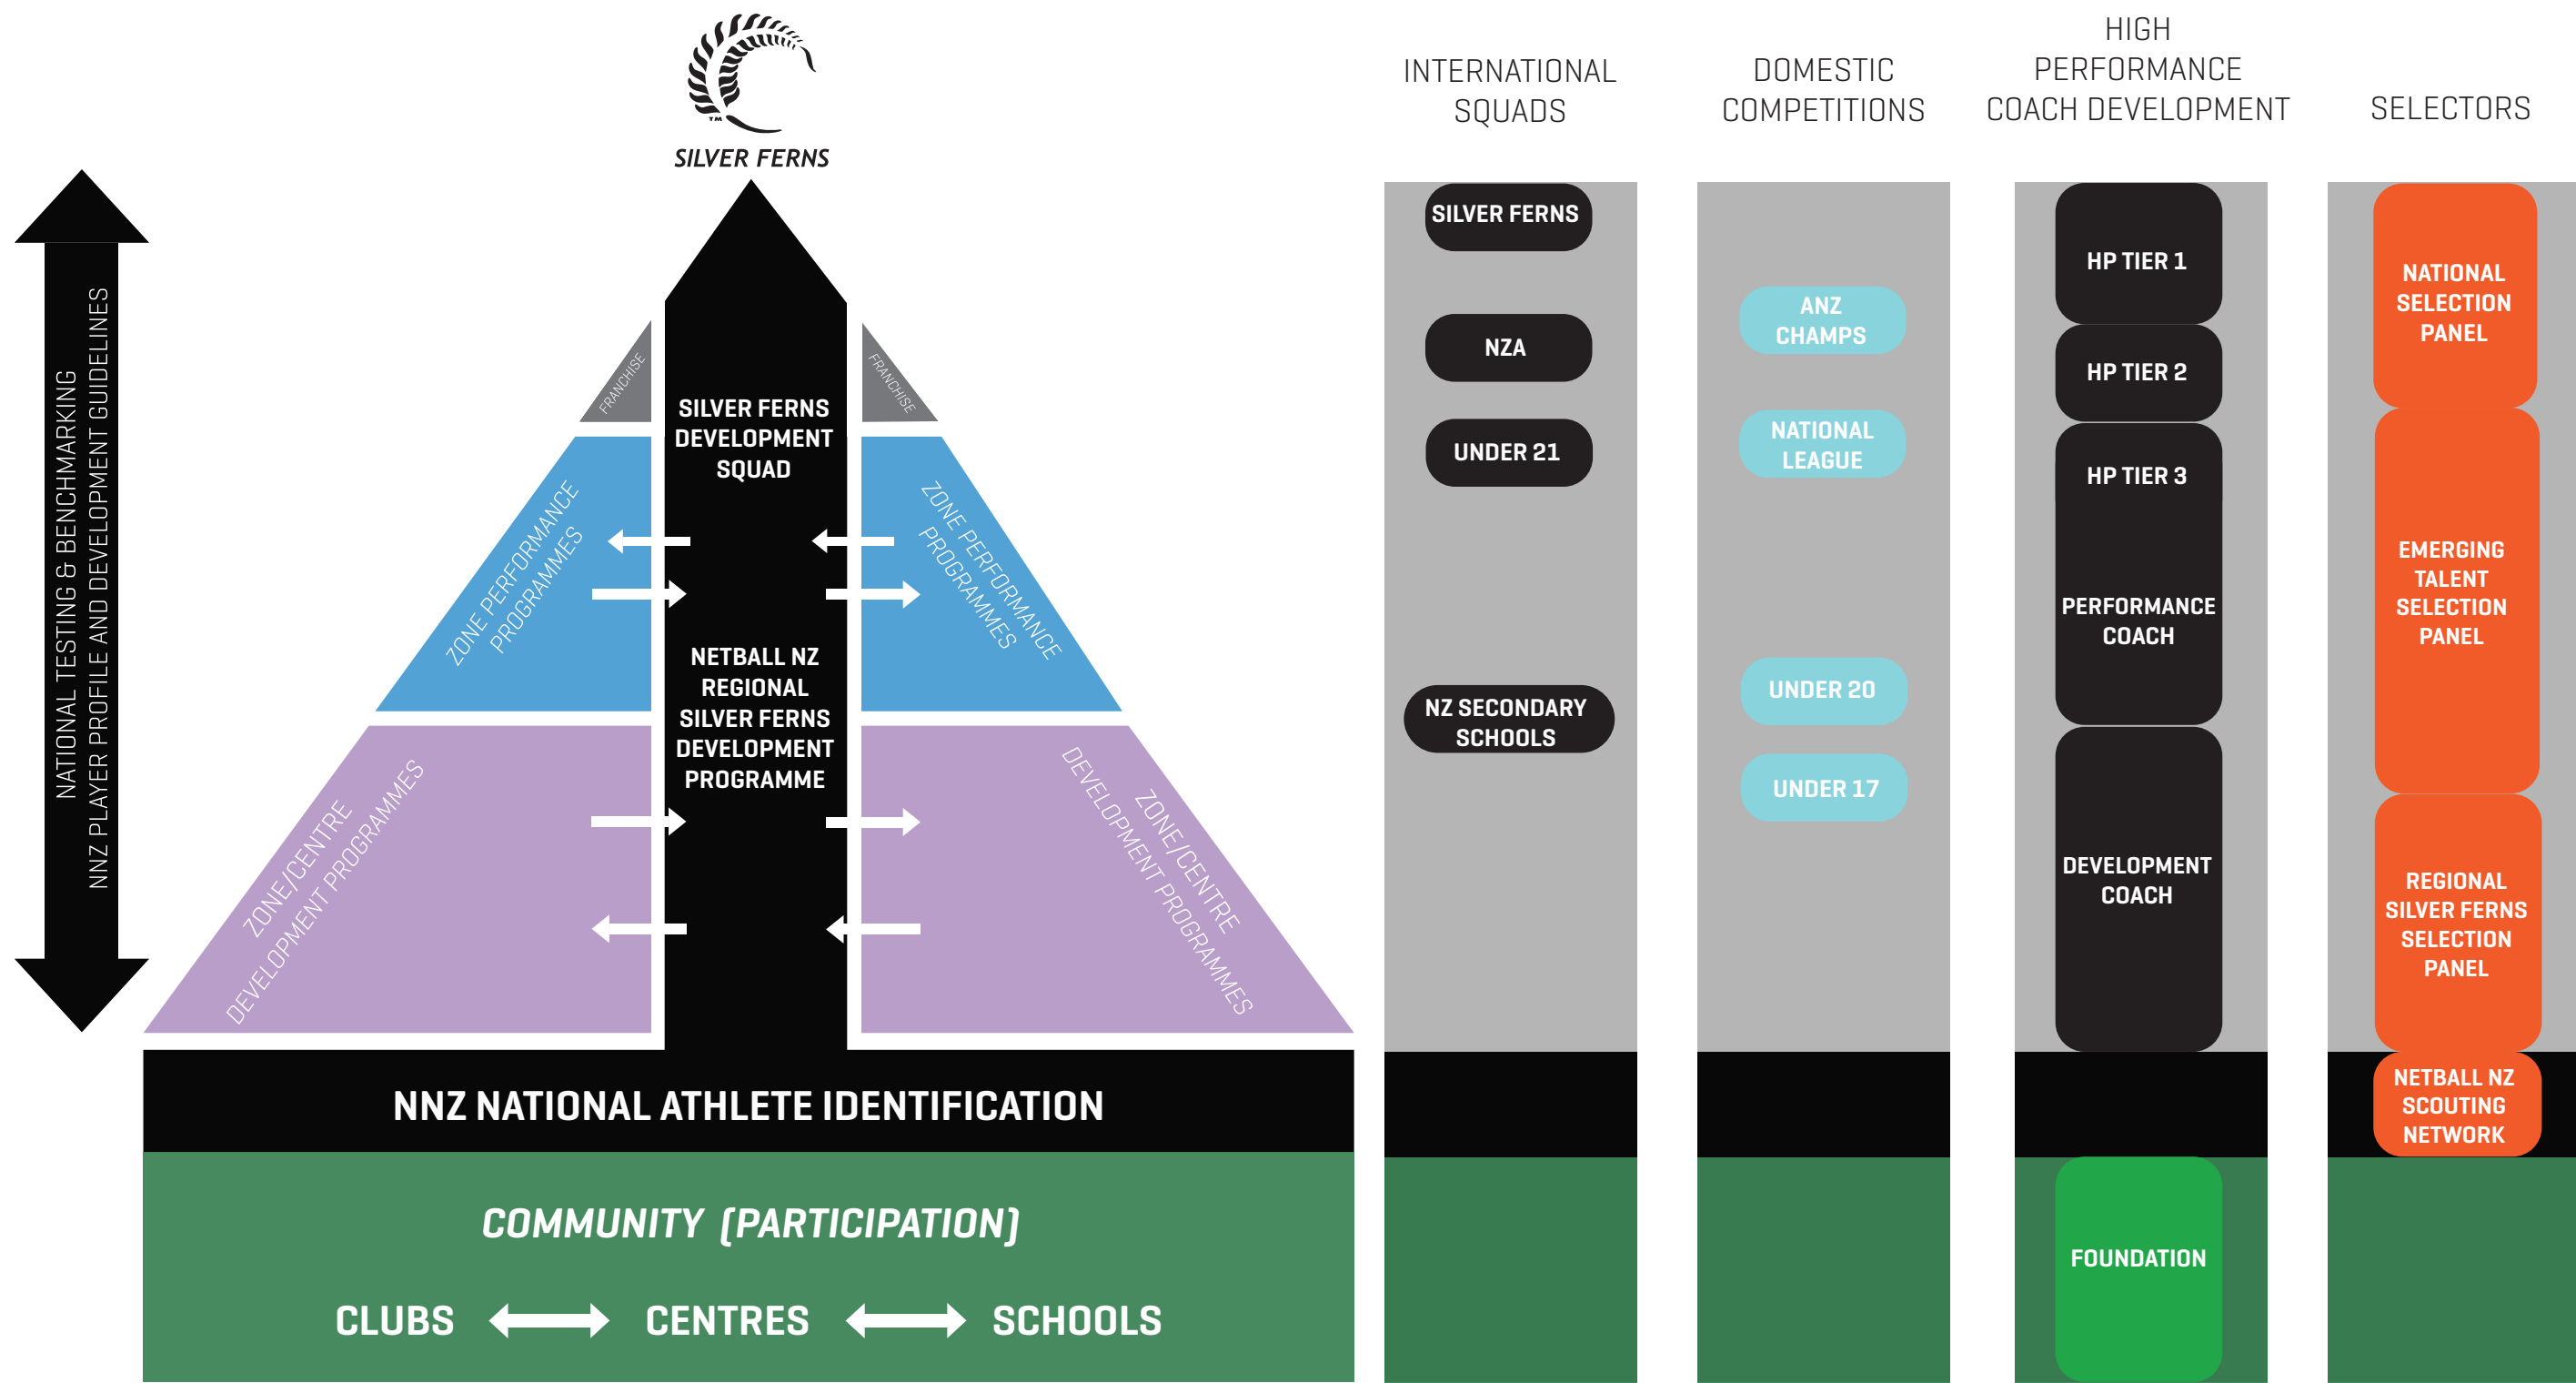 TM
SILVER FERNS
NATIONAL TESTING & BENCHMARKING
NNZ PLAYER PROFILE AND DEVELOPMENT GUIDELINES
FRANCHISE
FRANCHISE
SILVER FERNS
DEVELOPMENT
SQUAD
ZONE PERFORMANCE
PROGRAMMES
ZONE PERFORMANCE
PROGRAMMES
NETBALL NZ
REGIONAL
SILVER FERNS
DEVELOPMENT
PROGRAMME
ZONE/CENTRE
DEVELOPMENT PROGRAMMES
ZONE/CENTRE
DEVELOPMENT PROGRAMMES
NNZ NATIONAL ATHLETE IDENTIFICATION
COMMUNITY (PARTICIPATION)
CLUBS CENTRES SCHOOLS
INTERNATIONAL
SQUADS
SILVER FERNS
NZA
UNDER 21
NZ SECONDARY
SCHOOLS
DOMESTIC
COMPETITIONS
ANZ
CHAMPS
NATIONAL
LEAGUE
UNDER 20
UNDER 17
HIGH
PERFORMANCE
COACH DEVELOPMENT
HP TIER 1
HP TIER 2
HP TIER 3
PERFORMANCE
COACH
DEVELOPMENT
COACH
FOUNDATION
SELECTORS
NATIONAL
SELECTION
PANEL
EMERGING
TALENT
SELECTION
PANEL
REGIONAL
SILVER FERNS
SELECTION
PANEL
NETBALL NZ
SCOUTING
NETWORK